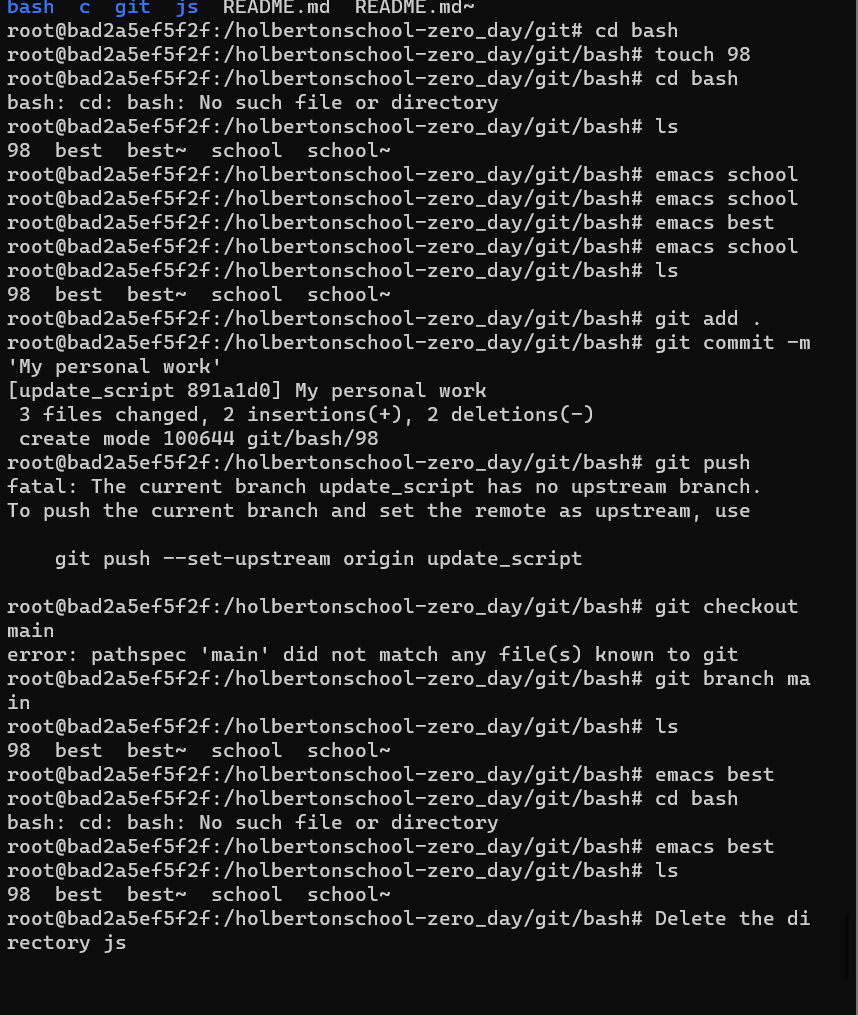 bash  c  git  js  README.md  README.md~
root@bad2a5ef5f2f:/holbertonschool-zero_day/git# cd bash
root@bad2a5ef5f2f:/holbertonschool-zero_day/git/bash# touch 98
root@bad2a5ef5f2f:/holbertonschool-zero_day/git/bash# cd bash
bash: cd: bash: No such file or directory
root@bad2a5ef5f2f:/holbertonschool-zero_day/git/bash# ls
98  best  best~  school  school~
root@bad2a5ef5f2f:/holbertonschool-zero_day/git/bash# emacs school
root@bad2a5ef5f2f:/holbertonschool-zero_day/git/bash# emacs school
root@bad2a5ef5f2f:/holbertonschool-zero_day/git/bash# emacs best
root@bad2a5ef5f2f:/holbertonschool-zero_day/git/bash# emacs school
root@bad2a5ef5f2f:/holbertonschool-zero_day/git/bash# ls
98  best  best~  school  school~
root@bad2a5ef5f2f:/holbertonschool-zero_day/git/bash# git add .
root@bad2a5ef5f2f:/holbertonschool-zero_day/git/bash# git commit -m
'My personal work'
[update_script 891a1d0] My personal work
 3 files changed, 2 insertions(+), 2 deletions(-)
 create mode 100644 git/bash/98
root@bad2a5ef5f2f:/holbertonschool-zero_day/git/bash# git push
fatal: The current branch update_script has no upstream branch.
To push the current branch and set the remote as upstream, use

    git push --set-upstream origin update_script

root@bad2a5ef5f2f:/holbertonschool-zero_day/git/bash# git checkout
main
error: pathspec 'main' did not match any file(s) known to git
root@bad2a5ef5f2f:/holbertonschool-zero_day/git/bash# git branch ma
in
root@bad2a5ef5f2f:/holbertonschool-zero_day/git/bash# ls
98  best  best~  school  school~
root@bad2a5ef5f2f:/holbertonschool-zero_day/git/bash# emacs best
root@bad2a5ef5f2f:/holbertonschool-zero_day/git/bash# cd bash
bash: cd: bash: No such file or directory
root@bad2a5ef5f2f:/holbertonschool-zero_day/git/bash# emacs best
root@bad2a5ef5f2f:/holbertonschool-zero_day/git/bash# ls
98  best  best~  school  school~
root@bad2a5ef5f2f:/holbertonschool-zero_day/git/bash# Delete the di
rectory js